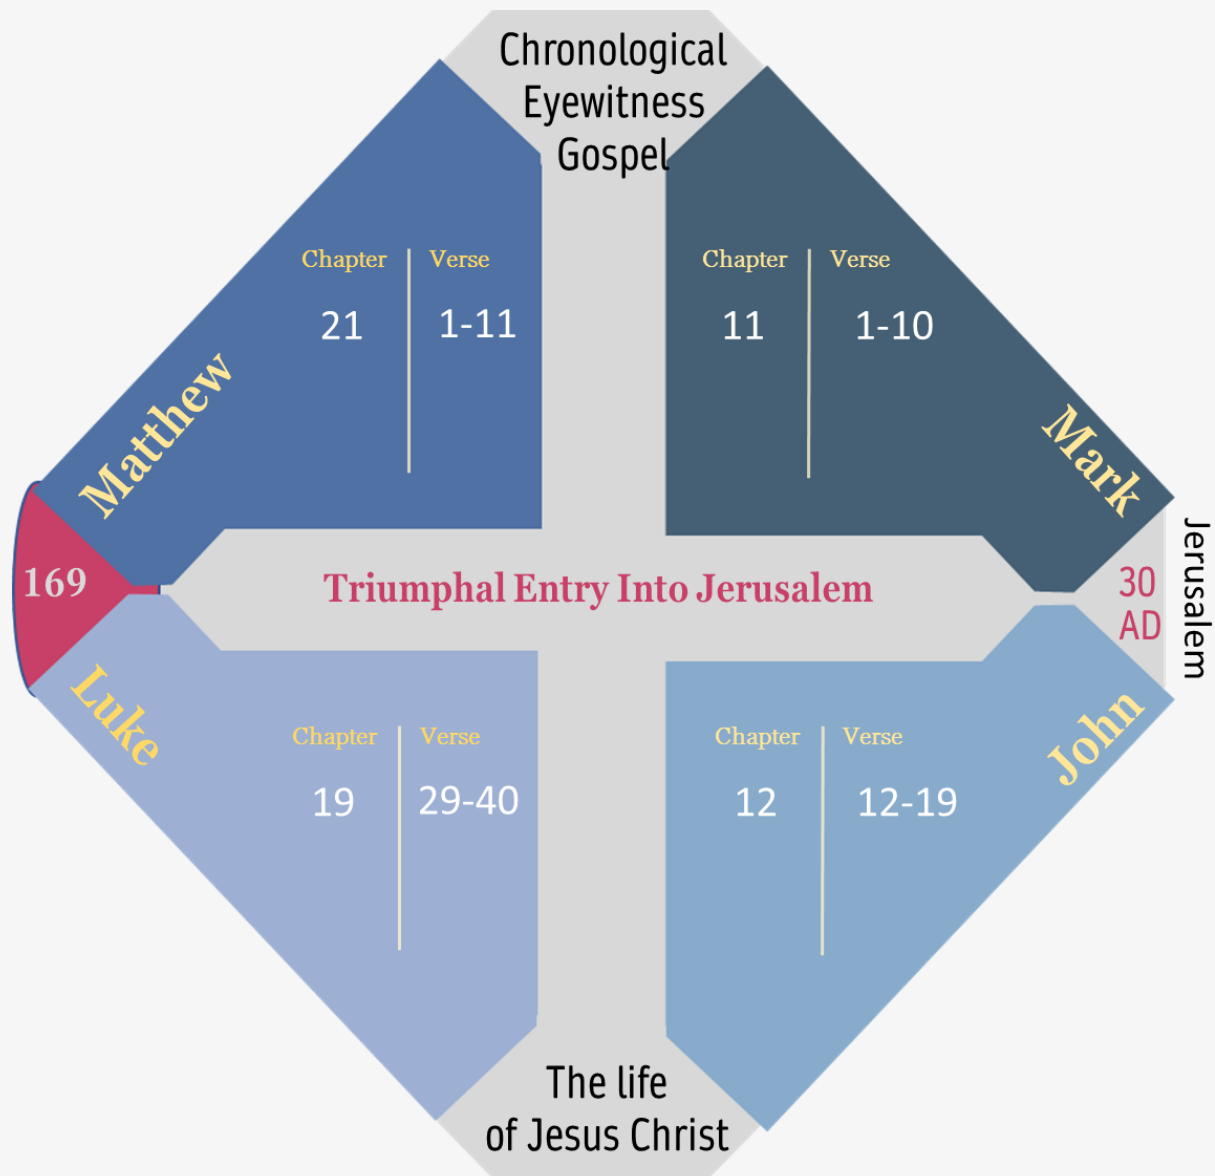 Chronological
Eyewitness
Gospel
Matthew
Chapter Verse
21 1-11
Mark
Chapter Verse
11 1-10
169
Triumphal Entry Into Jerusalem
30
AD
Jerusalem
Luke
Chapter Verse
19 29-40
John
Chapter Verse
12 12-19
The life
of Jesus Christ